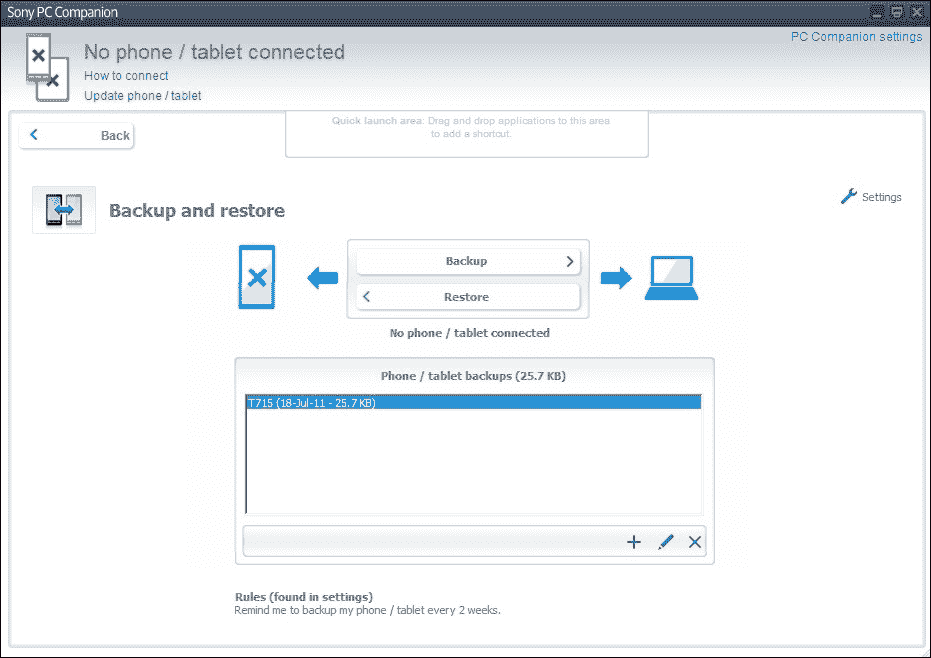 Sony PC Companion
No phone / tablet connected
PC Companion settings
How to connect
Update phone / tablet
Quick launch area: Drag and drop applications to this area
to add a shortcut.
Back
Backup and restore
Settings
Backup
Restore
No phone / tablet connected
Phone / tablet backups (25.7 KB)
T715 (18-Jul-11 - 25.7 KB)
Rules (found in settings)
Remind me to backup my phone / tablet every 2 weeks.